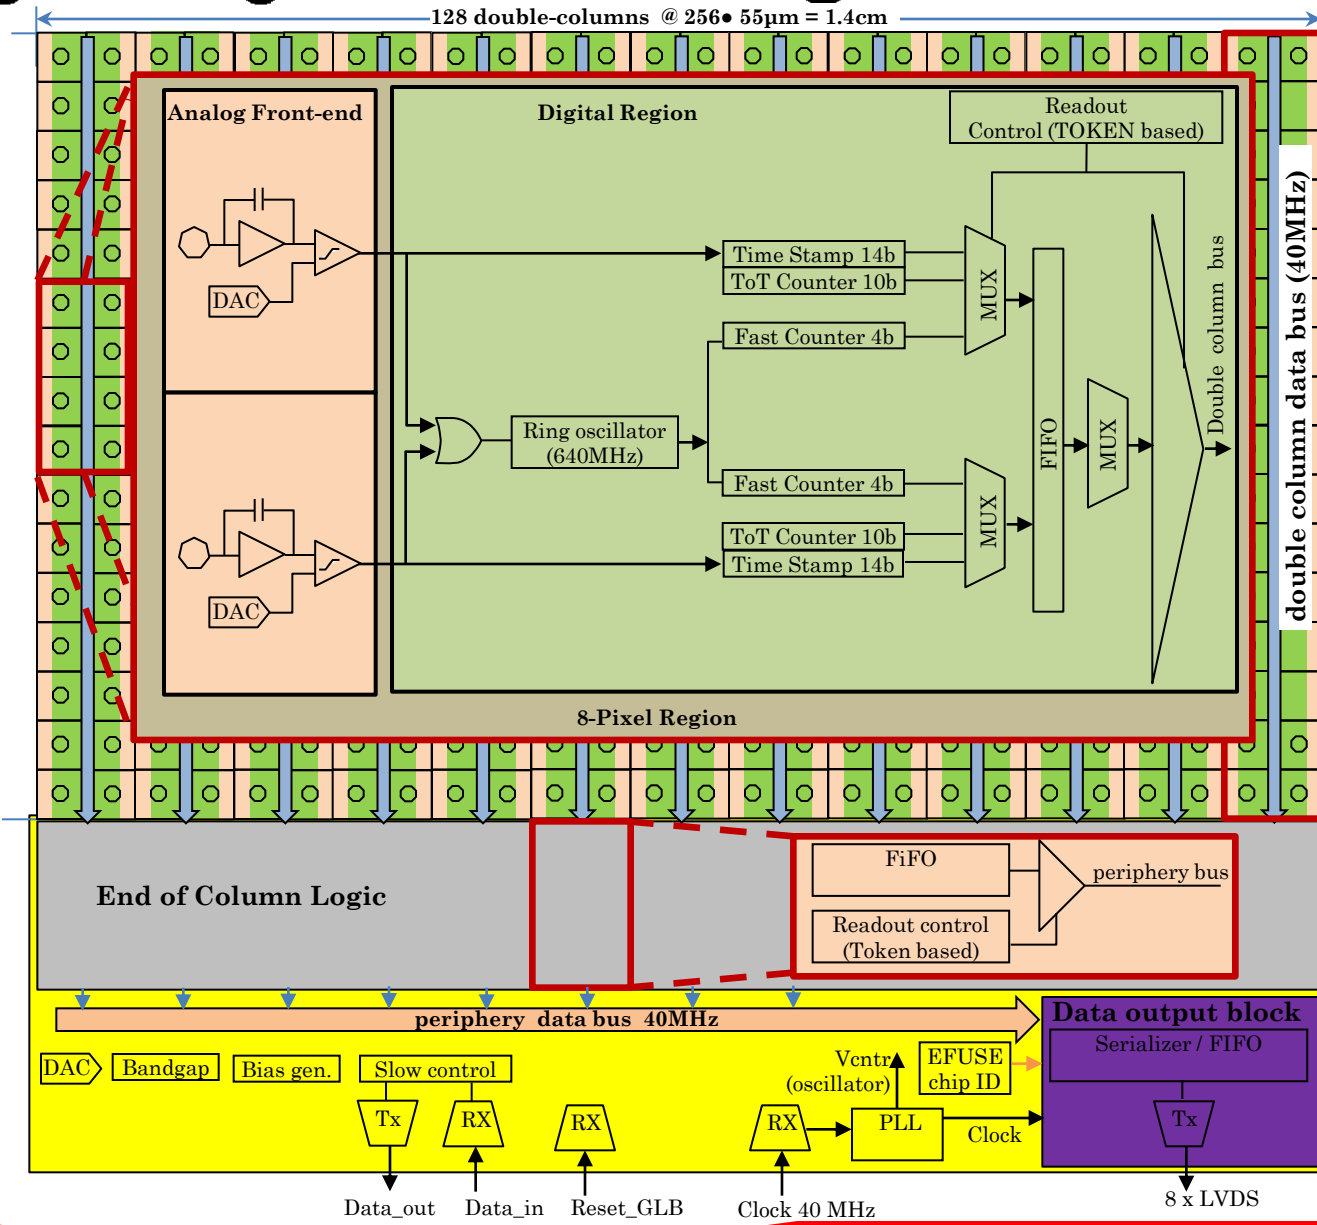 128 double-columns @ 256• 55µm = 1.4cm
Analog Front-end
Digital Region
Readout
Control (TOKEN based)
DAC
Time Stamp 14b
ToT Counter 10b
Fast Counter 4b
MUX
Ring oscillator
(640MHz)
FIFO
MUX
Double column bus
double column data bus (40MHz)
Fast Counter 4b
ToT Counter 10b
Time Stamp 14b
MUX
DAC
8-Pixel Region
End of Column Logic
FiFO
periphery bus
Readout control
(Token based)
periphery data bus 40MHz
Data output block
Serializer / FIFO
DAC
Bandgap
Bias gen.
Slow control
Vcntr
(oscillator)
EFUSE
chip ID
Tx
RX
RX
RX
PLL
Clock
Tx
Data_out
Data_in
Reset_GLB
Clock 40 MHz
8 x LVDS